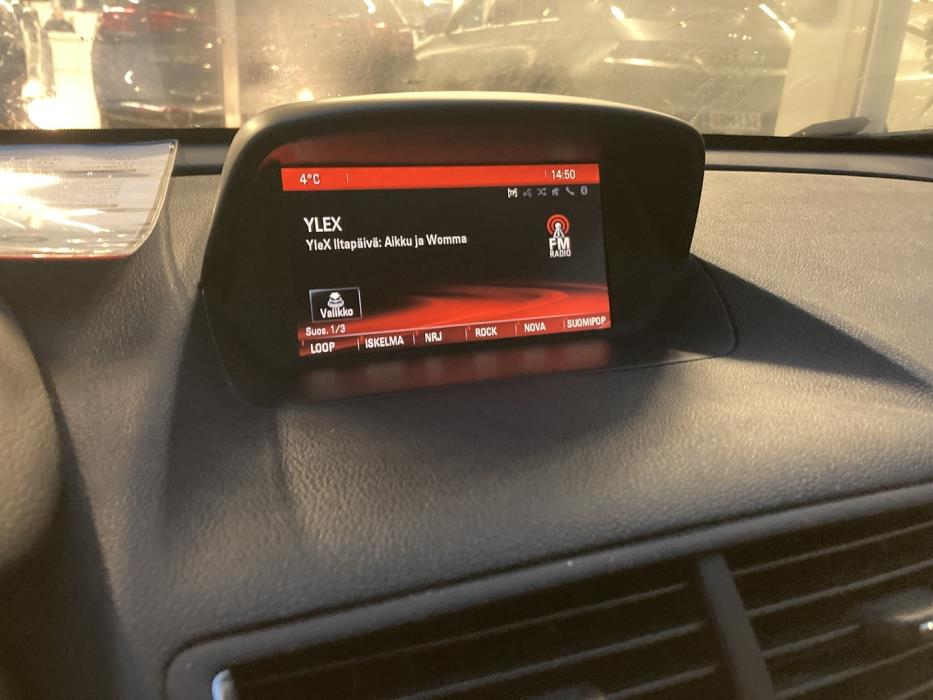 4°C 14:50
YLEX
YleX Iltapäivä: Aikku ja Womma
FM
RADIO
Valikko
Suos. 1/3
LOOP ISKELMA NRJ ROCK NOVA SUOMIPOP